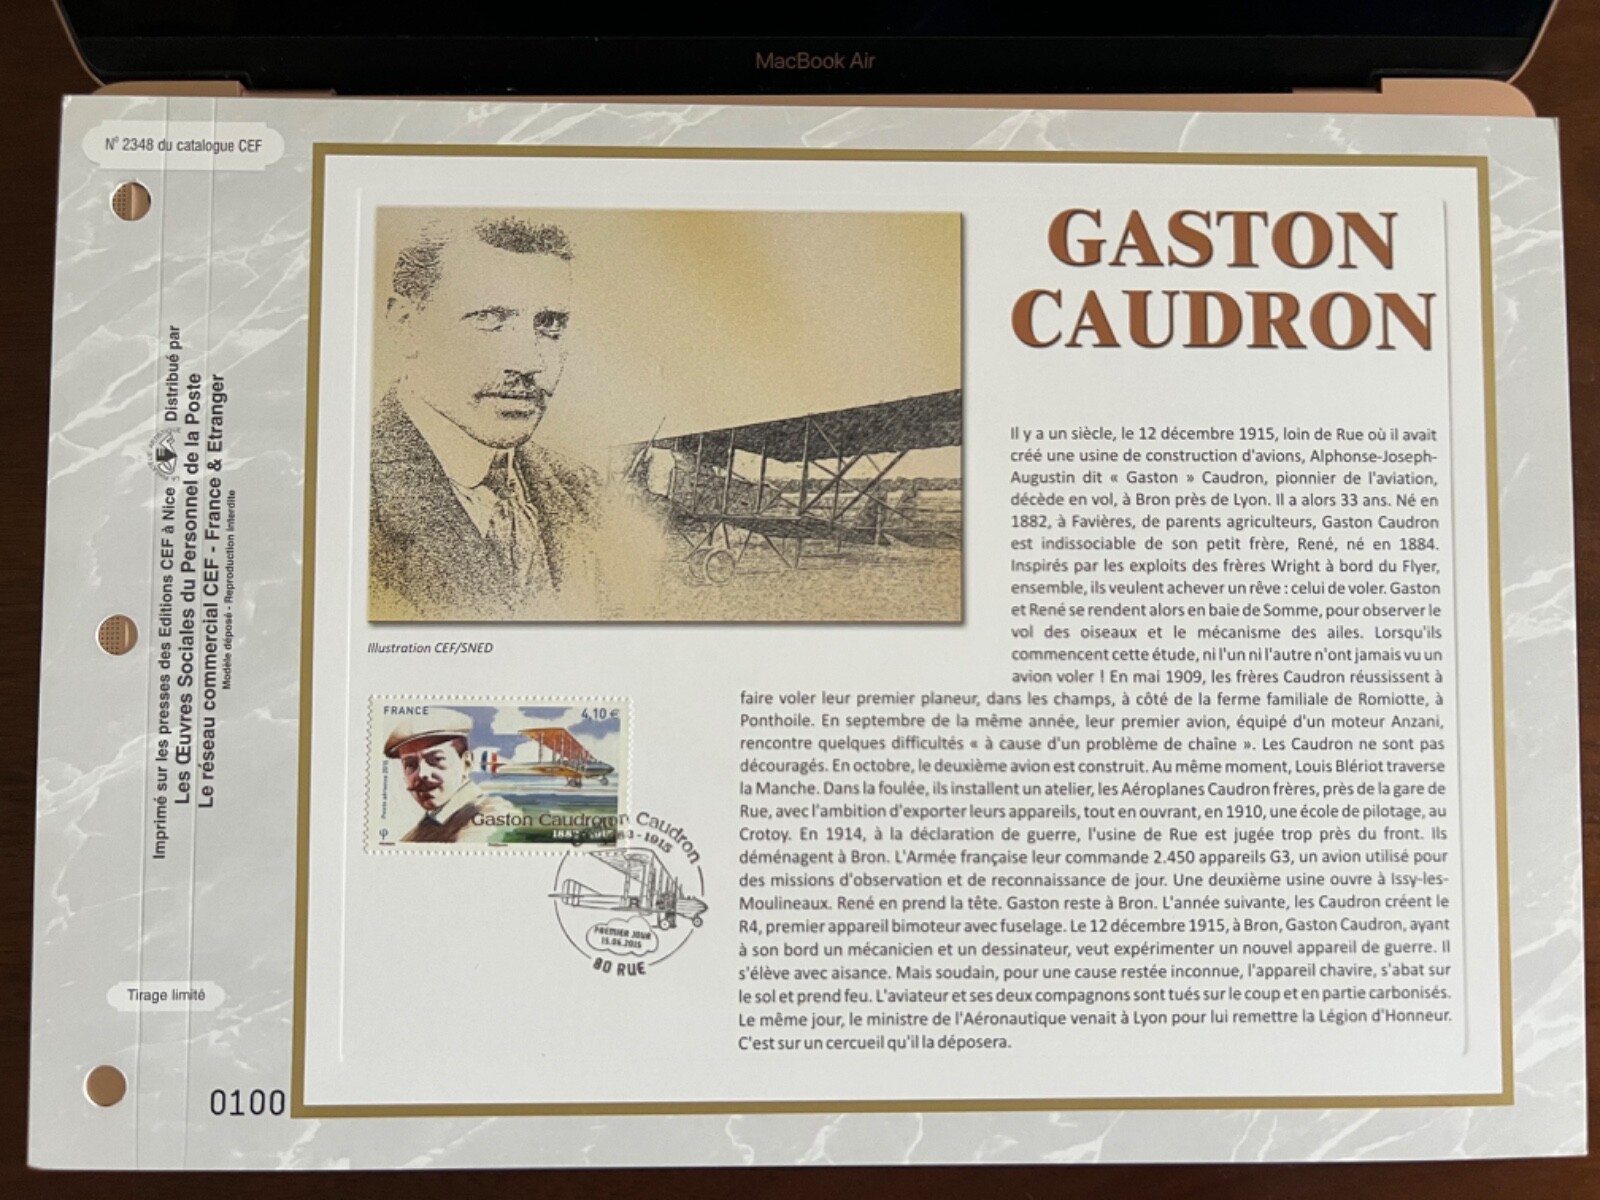 MacBook Air
N° 2348 du catalogue CEF
GASTON
CAUDRON
Il y a un siècle, le 12 décembre 1915, loin de Rue où il avait
créé une usine de construction d'avions, Alphonse-Joseph-
Augustin dit « Gaston » Caudron, pionnier de l'aviation,
décède en vol, à Bron près de Lyon. Il a alors 33 ans. Né en
1882, à Favières, de parents agriculteurs, Gaston Caudron
est indissociable de son petit frère, René, né en 1884.
Inspirés par les exploits des frères Wright à bord du Flyer,
ensemble, ils veulent achever un rêve : celui de voler. Gaston
et René se rendent alors en baie de Somme, pour observer le
vol des oiseaux et le mécanisme des ailes. Lorsqu'ils
commencent cette étude, ni l'un ni l'autre n'ont jamais vu un
avion voler ! En mai 1909, les frères Caudron réussissent à
faire voler leur premier planeur, dans les champs, à côté de la ferme familiale de Romiotte, à
Ponthoile. En septembre de la même année, leur premier avion, équipé d'un moteur Anzani,
rencontre quelques difficultés « à cause d'un problème de chaîne ». Les Caudron ne sont pas
découragés. En octobre, le deuxième avion est construit. Au même moment, Louis Blériot traverse
la Manche. Dans la foulée, ils installent un atelier, les Aéroplanes Caudron frères, près de la gare de
Rue, avec l'ambition d'exporter leurs appareils, tout en ouvrant, en 1910, une école de pilotage, au
Crotoy. En 1914, à la déclaration de guerre, l'usine de Rue est jugée trop près du front. Ils
déménagent à Bron. L'Armée française leur commande 2.450 appareils G3, un avion utilisé pour
des missions d'observation et de reconnaissance de jour. Une deuxième usine ouvre à Issy-les-
Moulineaux. René en prend la tête. Gaston reste à Bron. L'année suivante, les Caudron créent le
R4, premier appareil bimoteur avec fuselage. Le 12 décembre 1915, à Bron, Gaston Caudron, ayant
à son bord un mécanicien et un dessinateur, veut expérimenter un nouvel appareil de guerre. Il
s'élève avec aisance. Mais soudain, pour une cause restée inconnue, l'appareil chavire, s'abat sur
le sol et prend feu. L'aviateur et ses deux compagnons sont tués sur le coup et en partie carbonisés.
Le même jour, le ministre de l'Aéronautique venait à Lyon pour lui remettre la Légion d'Honneur.
C'est sur un cercueil qu'il la déposera.
Illustration CEF/SNED
FRANCE
4,10 €
Poste aérienne 2015
Gaston Caudron
1882-1915
Caudron
-1915
PREMIER JOUR
15.06.2015
80 RUE
Imprimé sur les presses des Editions CEF à Nice Distribué par
Les Œuvres Sociales du Personnel de la Poste
Le réseau commercial CEF - France & Etranger
Modèle déposé - Reproduction Interdite
Tirage limité
0100